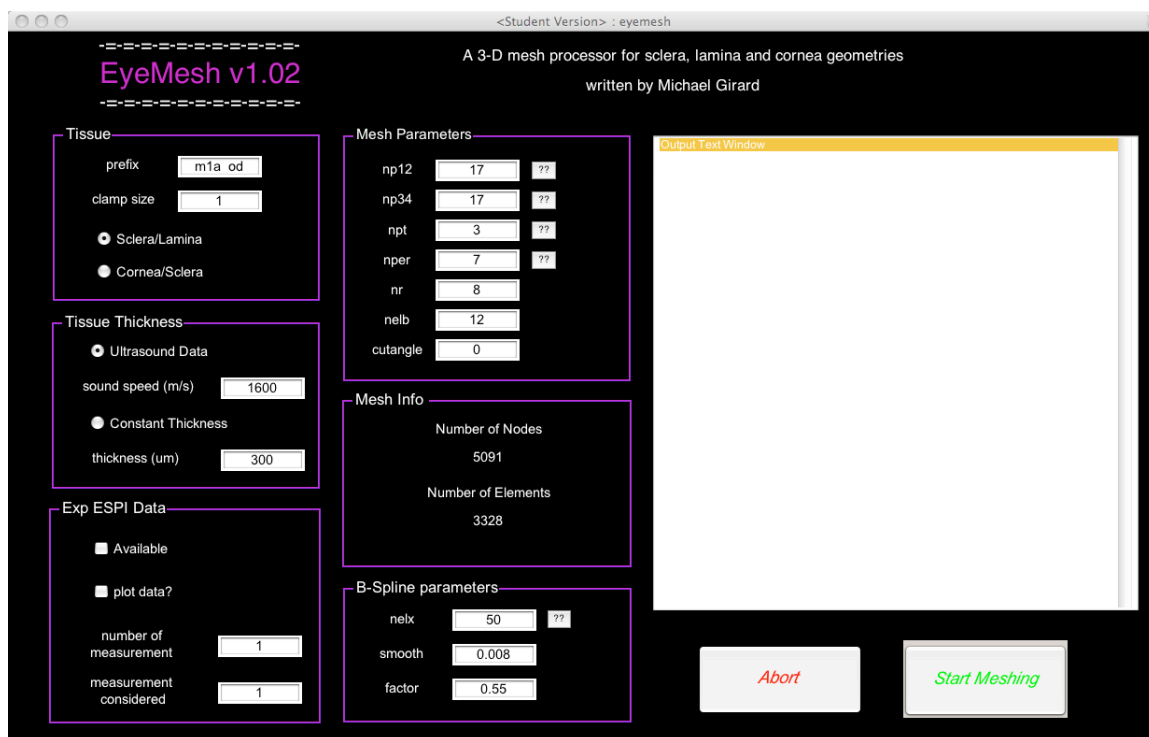 <Student Version> : eyemesh
-=-=-=-=-=-=-=-=-=-=-=-
EyeMesh v1.02
-=-=-=-=-=-=-=-=-=-=-=-
A 3-D mesh processor for sclera, lamina and cornea geometries
written by Michael Girard
Tissue
prefix m1a od
clamp size 1
Sclera/Lamina
Cornea/Sclera
Tissue Thickness
Ultrasound Data
sound speed (m/s) 1600
Constant Thickness
thickness (um) 300
Exp ESPI Data
Available
plot data?
number of
measurement 1
measurement
considered 1
Mesh Parameters
np12 17 ??
np34 17 ??
npt 3 ??
nper 7 ??
nr 8
nelb 12
cutangle 0
Mesh Info
Number of Nodes
5091
Number of Elements
3328
B-Spline parameters
nelx 50 ??
smooth 0.008
factor 0.55
Output Text Window
Abort
Start Meshing